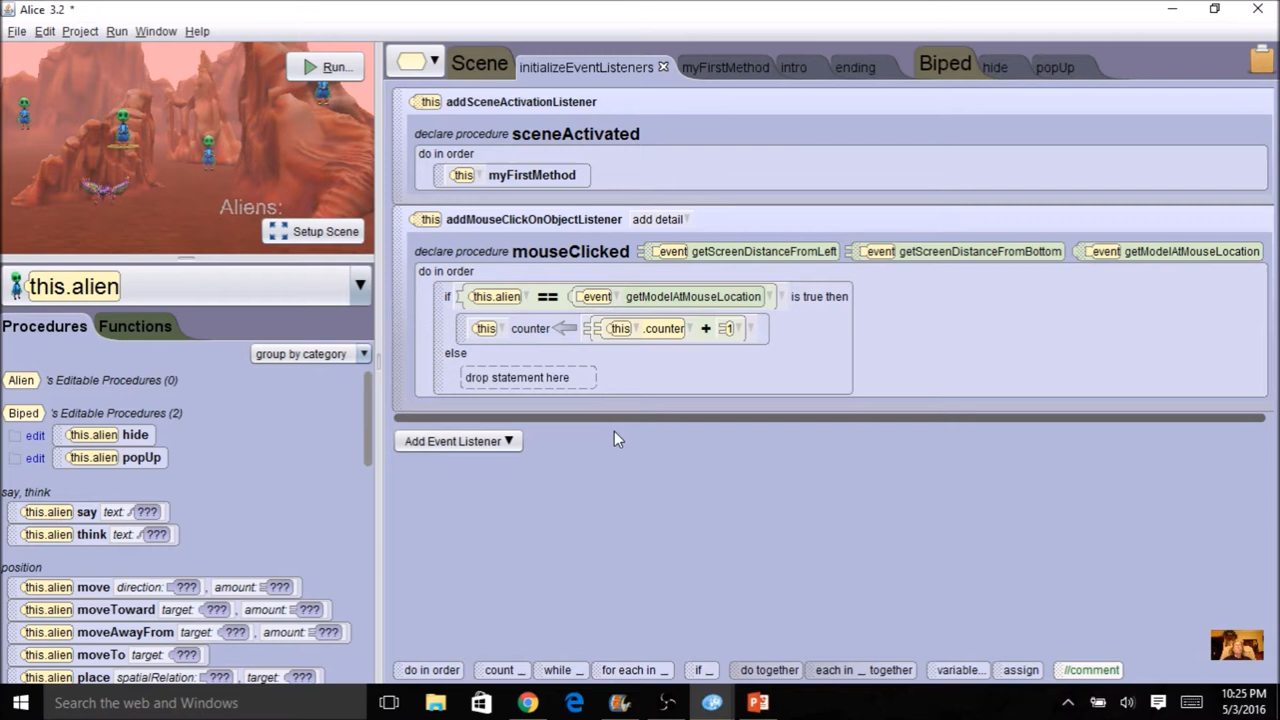 Alice 3.2 *
File Edit Project Run Window Help
Run...
Aliens:
Setup Scene
Scene initializeEventListeners myFirstMethod intro ending Biped hide popUp
this addSceneActivationListener
declare procedure sceneActivated
do in order
this myFirstMethod
this addMouseClickOnObjectListener add detail
declare procedure mouseClicked event getScreenDistanceFromLeft event getScreenDistanceFromBottom event getModelAtMouseLocation
do in order
if this.alien == event getModelAtMouseLocation is true then
this counter this .counter + 1
else
drop statement here
Add Event Listener
this.alien
Procedures Functions
group by category
Alien 's Editable Procedures (0)
Biped 's Editable Procedures (2)
edit this.alien hide
edit this.alien popUp
say, think
this.alien say text: ???
this.alien think text: ???
position
this.alien move direction: ??? , amount: ???
this.alien moveToward target: ??? , amount: ???
this.alien moveAwayFrom target: ??? , amount: ???
this.alien moveTo target: ???
this.alien place spatialRelation: ??? , target: ???
do in order count _ while _ for each in _ if _ do together each in _ together variable... assign //comment
Search the web and Windows
10:25 PM
5/3/2016